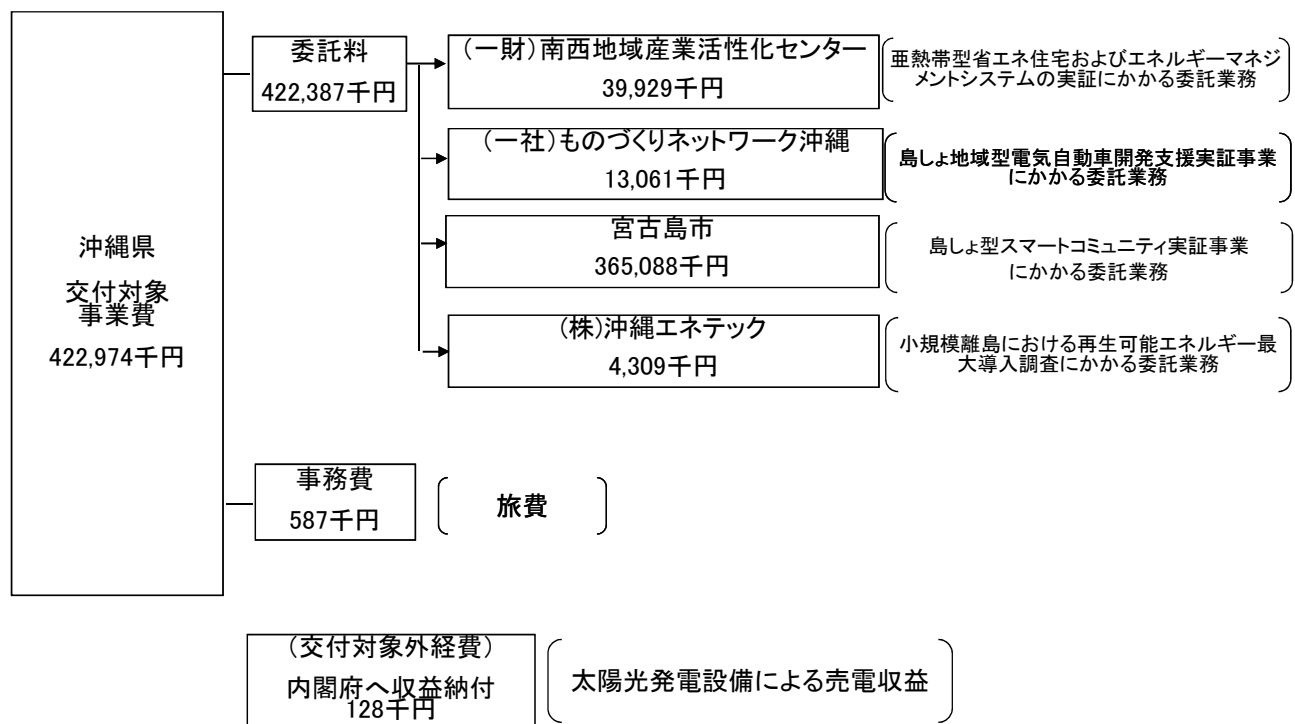 沖縄県
交付対象
事業費
422,974千円
委託料
422,387千円
(一財)南西地域産業活性化センター
39,929千円
亜熱帯型省エネ住宅およびエネルギーマネジ
メントシステムの実証にかかる委託業務
(一社)ものづくりネットワーク沖縄
13,061千円
島しょ地域型電気自動車開発支援実証事業
にかかる委託業務
宮古島市
365,088千円
島しょ型スマートコミュニティ実証事業
にかかる委託業務
(株)沖縄エネテック
4,309千円
小規模離島における再生可能エネルギー最
大導入調査にかかる委託業務
事務費
587千円
旅費
(交付対象外経費)
内閣府へ収益納付
128千円
太陽光発電設備による売電収益